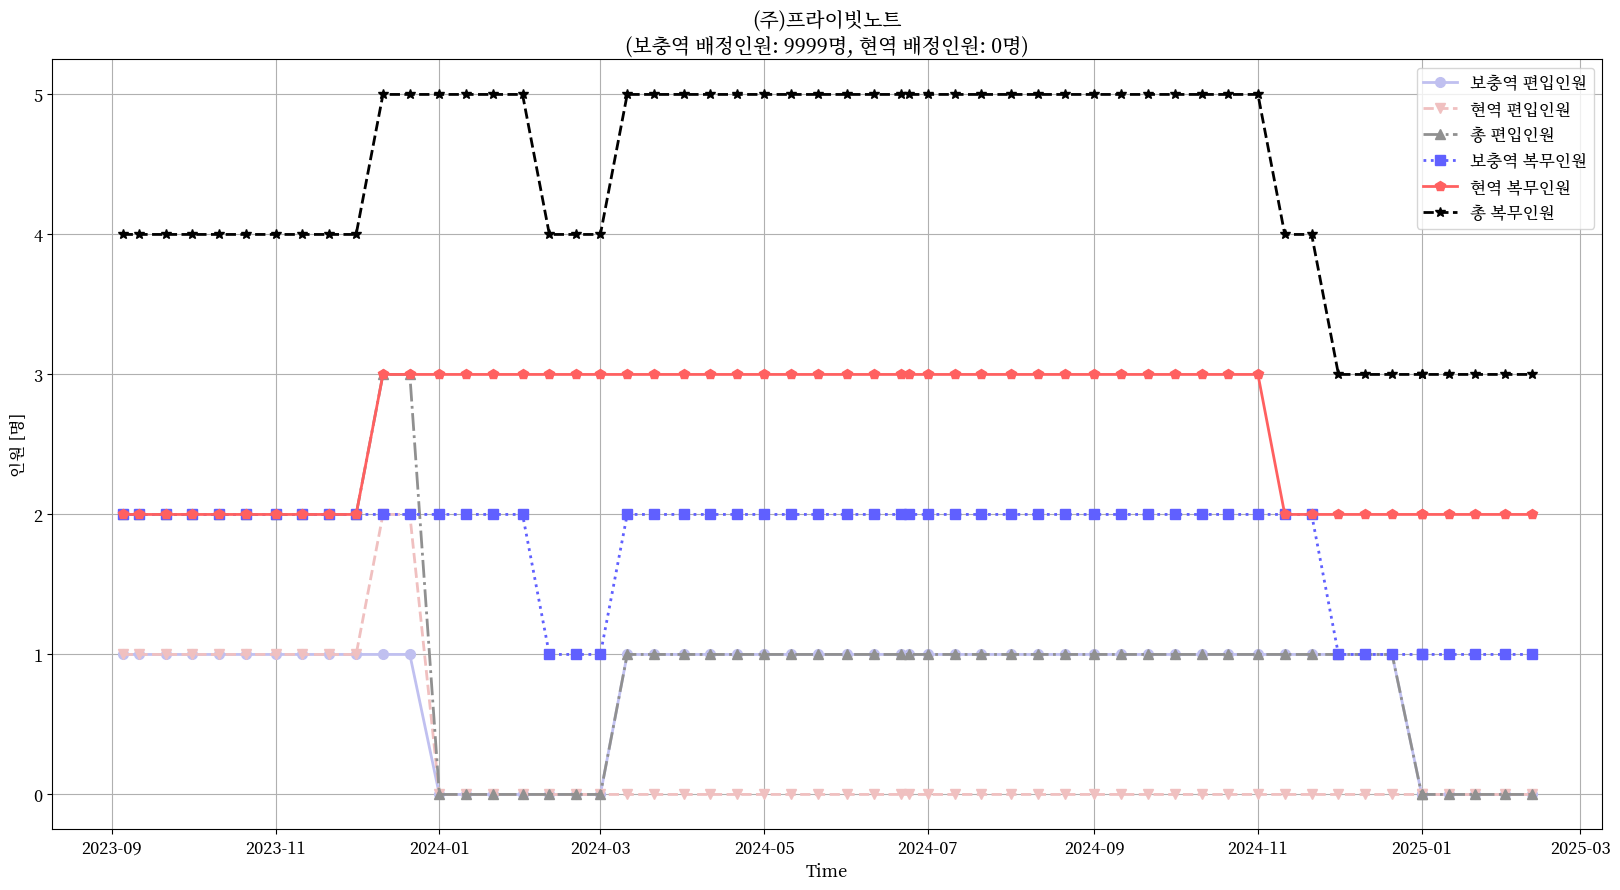 (주)프라이빗노트
(보충역 배정인원: 9999명, 현역 배정인원: 0명)
보충역 편입인원
현역 편입인원
총 편입인원
보충역 복무인원
현역 복무인원
총 복무인원
5
4
3
2
1
0
인원 [명]
2023-09 2023-11 2024-01 2024-03 2024-05 2024-07 2024-09 2024-11 2025-01 2025-03
Time